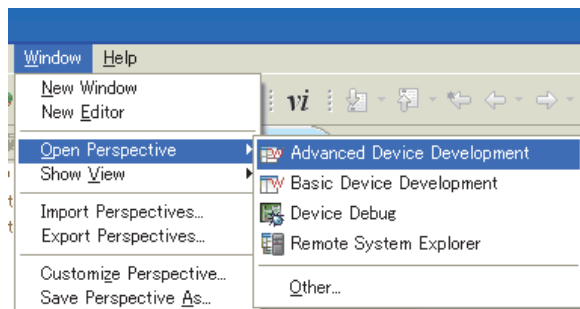 Window Help
New Window
New Editor
vi
Open Perspective
Advanced Device Development
Show View
Basic Device Development
Import Perspectives...
Device Debug
Export Perspectives...
Remote System Explorer
Customize Perspective...
Other...
Save Perspective As...